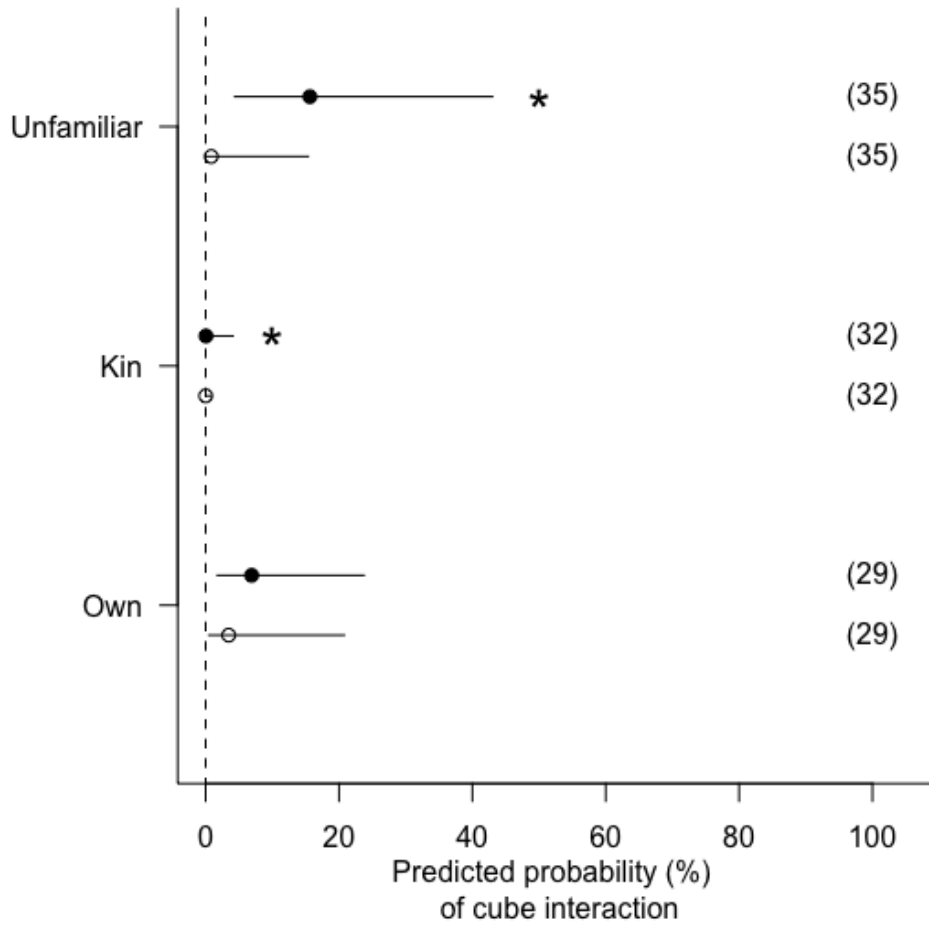 Unfamiliar
* (35)
(35)
Kin
* (32)
(32)
Own
(29)
(29)
0 20 40 60 80 100
Predicted probability (%)
of cube interaction